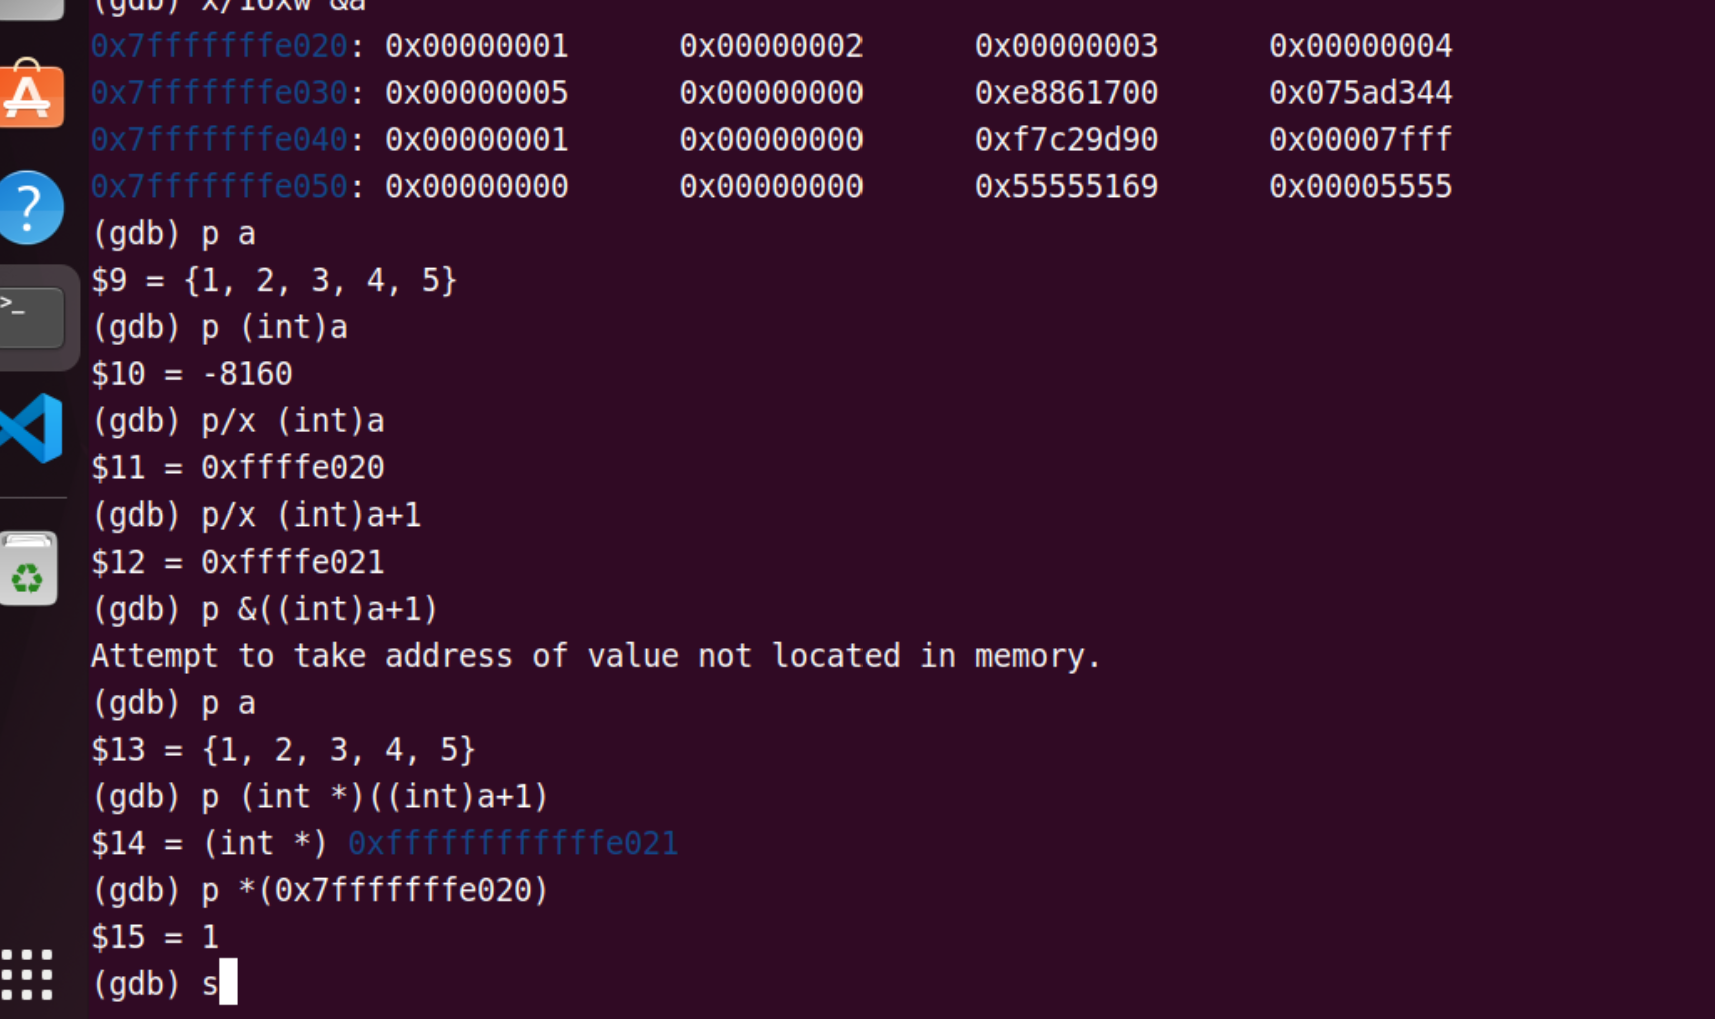 (gdb) x/16xw &a
0x7fffffffe020: 0x00000001 0x00000002 0x00000003 0x00000004
0x7fffffffe030: 0x00000005 0x00000000 0xe8861700 0x075ad344
0x7fffffffe040: 0x00000001 0x00000000 0xf7c29d90 0x00007fff
0x7fffffffe050: 0x00000000 0x00000000 0x55555169 0x00005555
(gdb) p a
$9 = {1, 2, 3, 4, 5}
(gdb) p (int)a
$10 = -8160
(gdb) p/x (int)a
$11 = 0xffffe020
(gdb) p/x (int)a+1
$12 = 0xffffe021
(gdb) p &((int)a+1)
Attempt to take address of value not located in memory.
(gdb) p a
$13 = {1, 2, 3, 4, 5}
(gdb) p (int *)((int)a+1)
$14 = (int *) 0xffffffffffffe021
(gdb) p *(0x7fffffffe020)
$15 = 1
(gdb) s